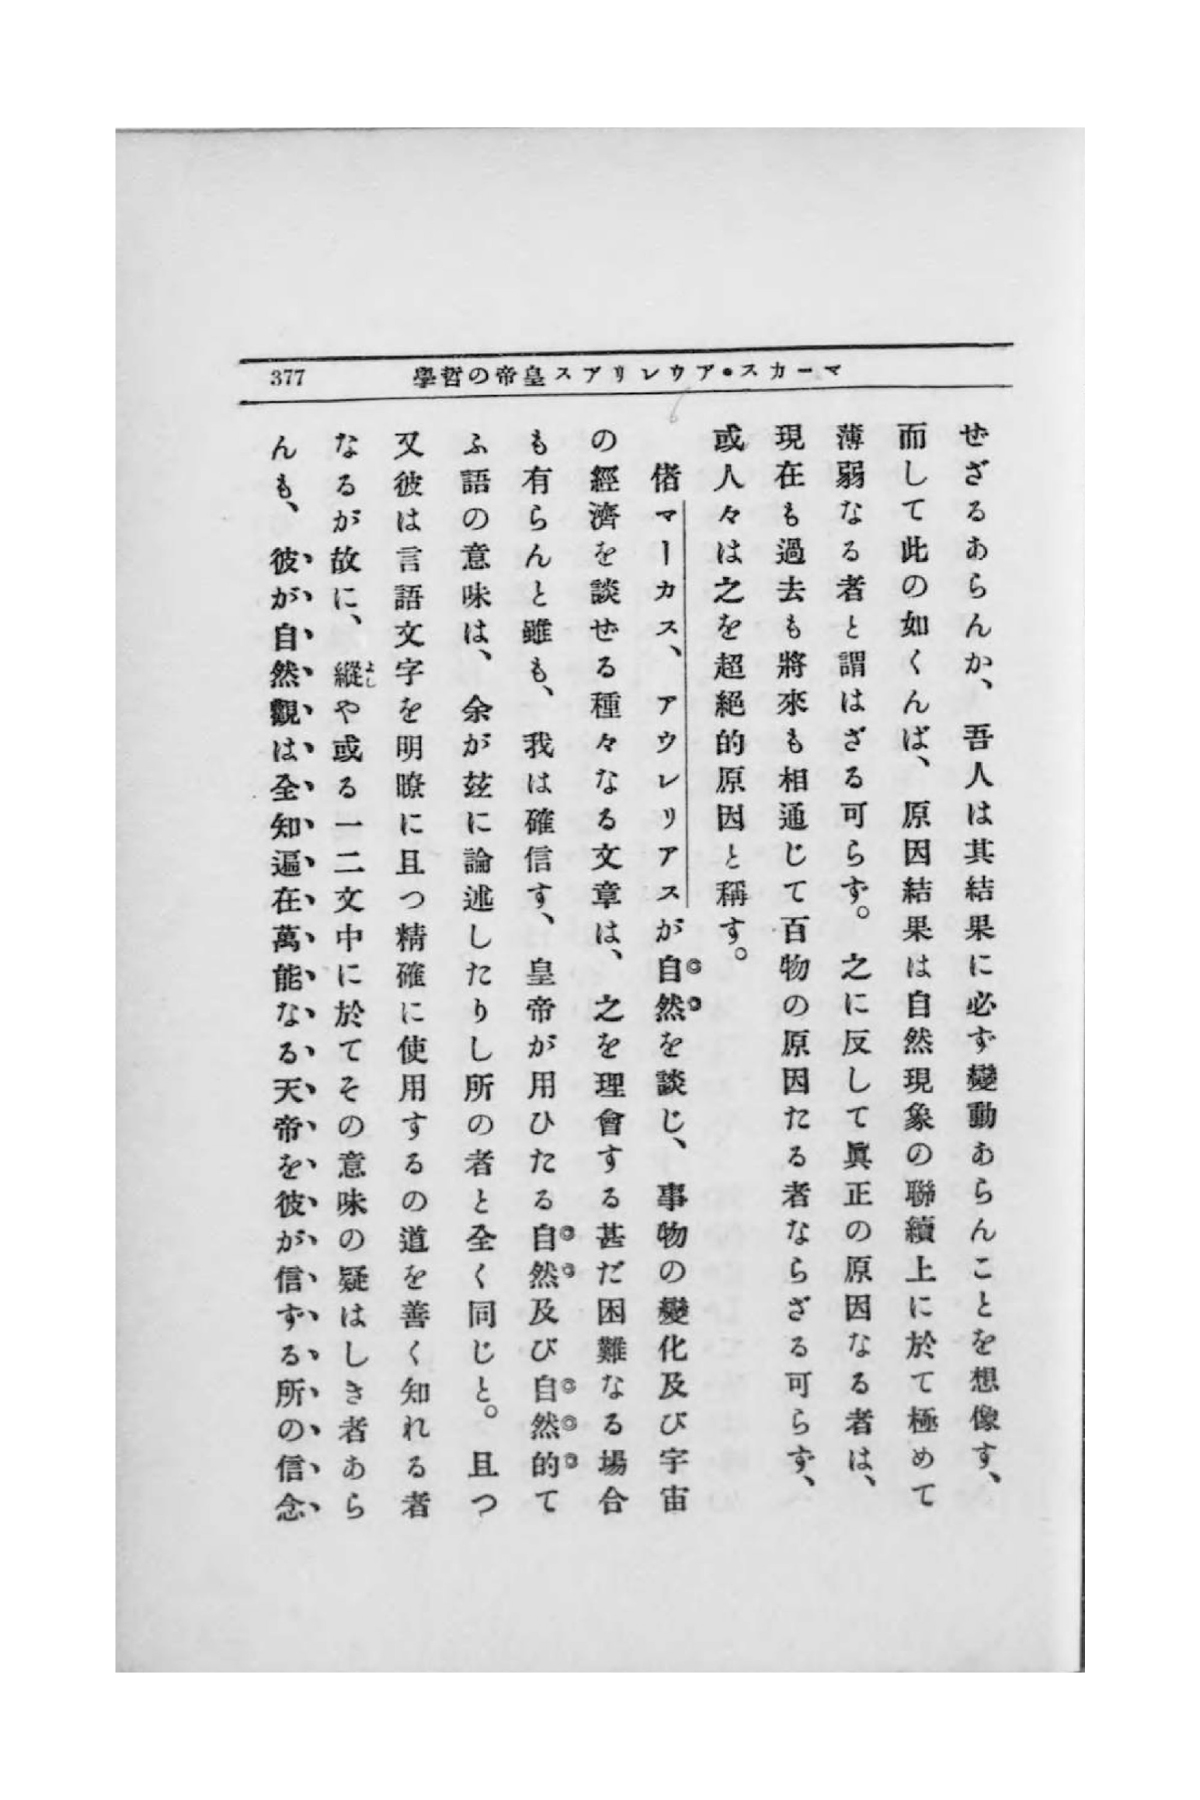 マーカス・アウレリアス皇帝の哲學
377
せざるあらんか、吾人は其結果に必ず變動あらんことを想像す、
而して此の如くんば、原因結果は自然現象の聯續上に於て極めて
薄弱なる者と謂はざる可らず。之に反して眞正の原因なる者は、
現在も過去も將來も相通じて百物の原因たる者ならざる可らず、
或人々は之を超絶的原因と稱す。
偖マーカス、アウレリアスが自然を談じ、事物の變化及び宇宙
の經濟を談ぜる種々なる文章は、之を理會する甚だ困難なる場合
も有らんと雖も、我は確信す、皇帝が用ひたる自然及び自然的て
ふ語の意味は、余が玆に論述したりし所の者と全く同じと。且つ
又彼は言語文字を明瞭に且つ精確に使用するの道を善く知れる者
なるが故に、縱や或る一二文中に於てその意味の疑はしき者あら
んも、彼が自然觀は全知遍在萬能なる天帝を彼が信ずる所の信念